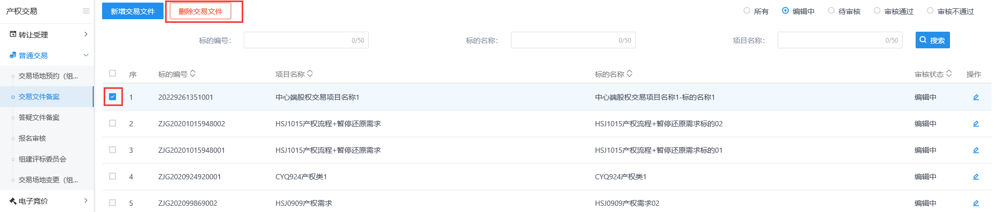 产权交易
转让受理
普通交易
交易场地预约（组...
交易文件备案
答疑文件备案
报名审核
组建评标委员会
交易场地变更（组...
电子竞价
新增交易文件 删除交易文件 所有 编辑中 待审核 审核通过 审核不通过
标的编号： 0/50 标的名称： 0/50 项目名称： 0/50 搜索
序 标的编号 项目名称 标的名称 审核状态 操作
1 20229261351001 中心端股权交易项目名称1 中心端股权交易项目名称1-标的名称1 编辑中
2 ZJG20201015948002 HSJ1015产权流程+暂停还原需求 HSJ1015产权流程+暂停还原需求标的02 编辑中
3 ZJG20201015948001 HSJ1015产权流程+暂停还原需求 HSJ1015产权流程+暂停还原需求标的01 编辑中
4 ZJG2020924920001 CYQ924产权类1 CYQ924产权类1 编辑中
5 ZJG202099869002 HSJ0909产权需求 HSJ0909产权需求02 编辑中